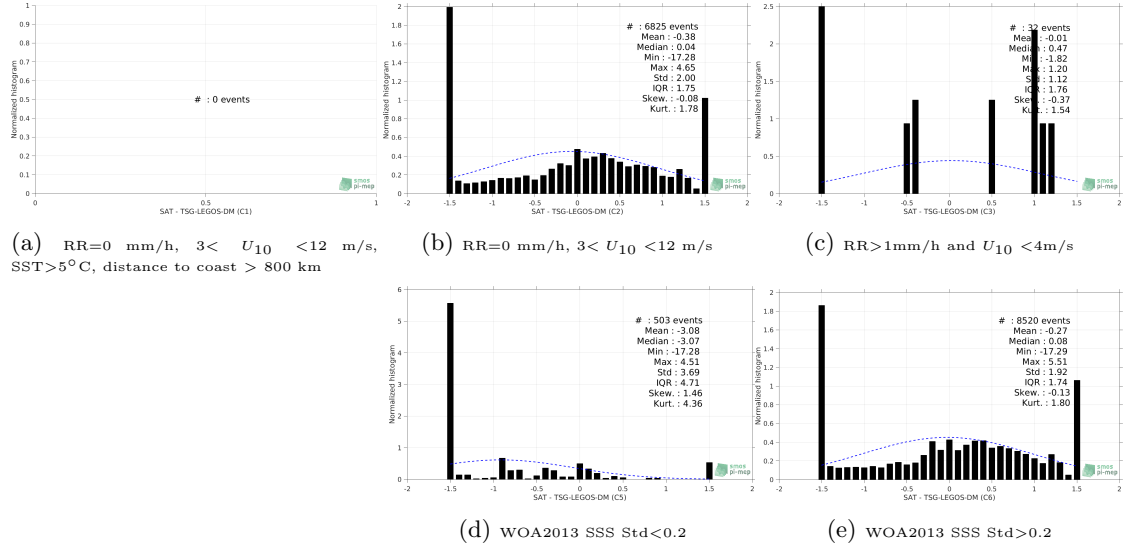 1
0.9
0.8
0.7
0.6
0.5
0.4
0.3
0.2
0.1
0
Normalized histogram
# : 0 events
smos
pi-mep
0 0.5 1
SAT - TSG-LEGOS-DM (C1)
(a) RR=0 mm/h, 3< U10 <12 m/s,
SST>5°C, distance to coast > 800 km
2
1.8
1.6
1.4
1.2
1
0.8
0.6
0.4
0.2
0
Normalized histogram
# : 6825 events
Mean : -0.38
Median : 0.04
Min : -17.28
Max : 4.65
Std : 2.00
IQR : 1.75
Skew. : -0.08
Kurt. : 1.78
smos
pi-mep
-2 -1.5 -1 -0.5 0 0.5 1 1.5 2
SAT - TSG-LEGOS-DM (C2)
(b) RR=0 mm/h, 3< U10 <12 m/s
2.5
2
1.5
1
0.5
0
Normalized histogram
# : 32 events
Mean : -0.01
Median : 0.47
Min : -1.82
Max : 1.20
Std : 1.12
IQR : 1.76
Skew. : -0.37
Kurt. : 1.54
smos
pi-mep
-2 -1.5 -1 -0.5 0 0.5 1 1.5 2
SAT - TSG-LEGOS-DM (C3)
(c) RR>1mm/h and U10 <4m/s
6
5
4
3
2
1
0
Normalized histogram
# : 503 events
Mean : -3.08
Median : -3.07
Min : -17.28
Max : 4.51
Std : 3.69
IQR : 4.71
Skew. : 1.46
Kurt. : 4.36
smos
pi-mep
-2 -1.5 -1 -0.5 0 0.5 1 1.5 2
SAT - TSG-LEGOS-DM (C5)
(d) WOA2013 SSS Std<0.2
2
1.8
1.6
1.4
1.2
1
0.8
0.6
0.4
0.2
0
Normalized histogram
# : 8520 events
Mean : -0.27
Median : 0.08
Min : -17.29
Max : 5.51
Std : 1.92
IQR : 1.74
Skew. : -0.13
Kurt. : 1.80
smos
pi-mep
-2 -1.5 -1 -0.5 0 0.5 1 1.5 2
SAT - TSG-LEGOS-DM (C6)
(e) WOA2013 SSS Std>0.2